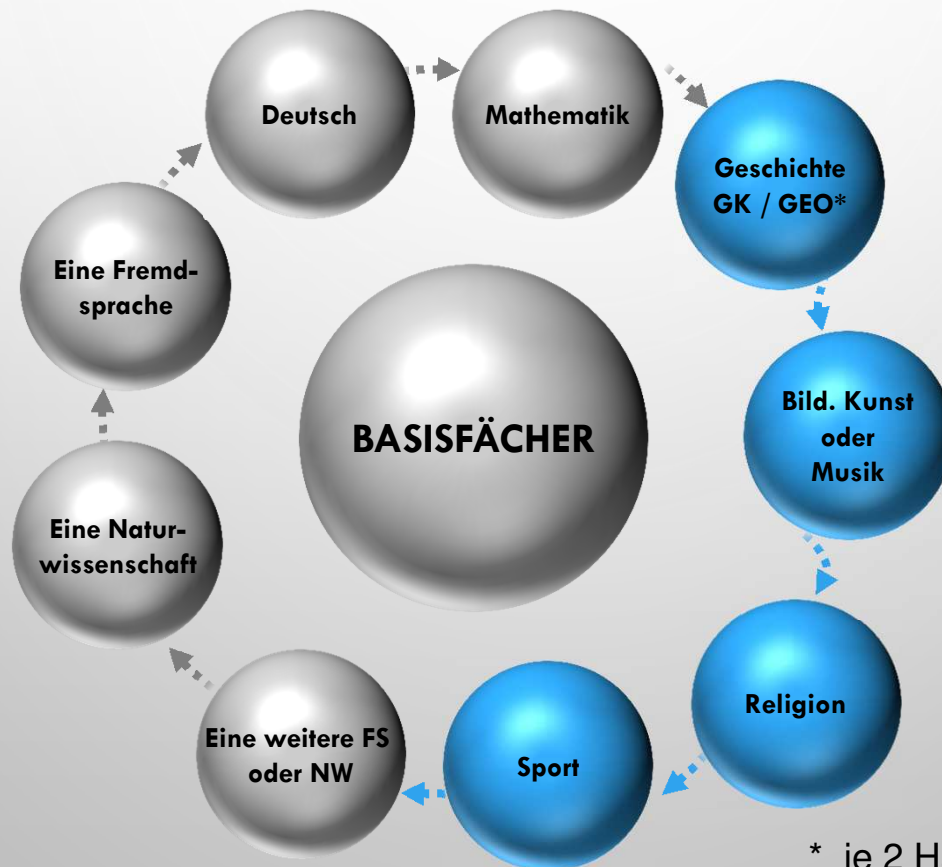 Deutsch
Mathematik
Geschichte
GK / GEO*
Eine Fremd-
sprache
BASISFÄCHER
Bild. Kunst
oder
Musik
Eine Natur-
wissenschaft
Religion
Eine weitere FS
oder NW
Sport
* je 2 H